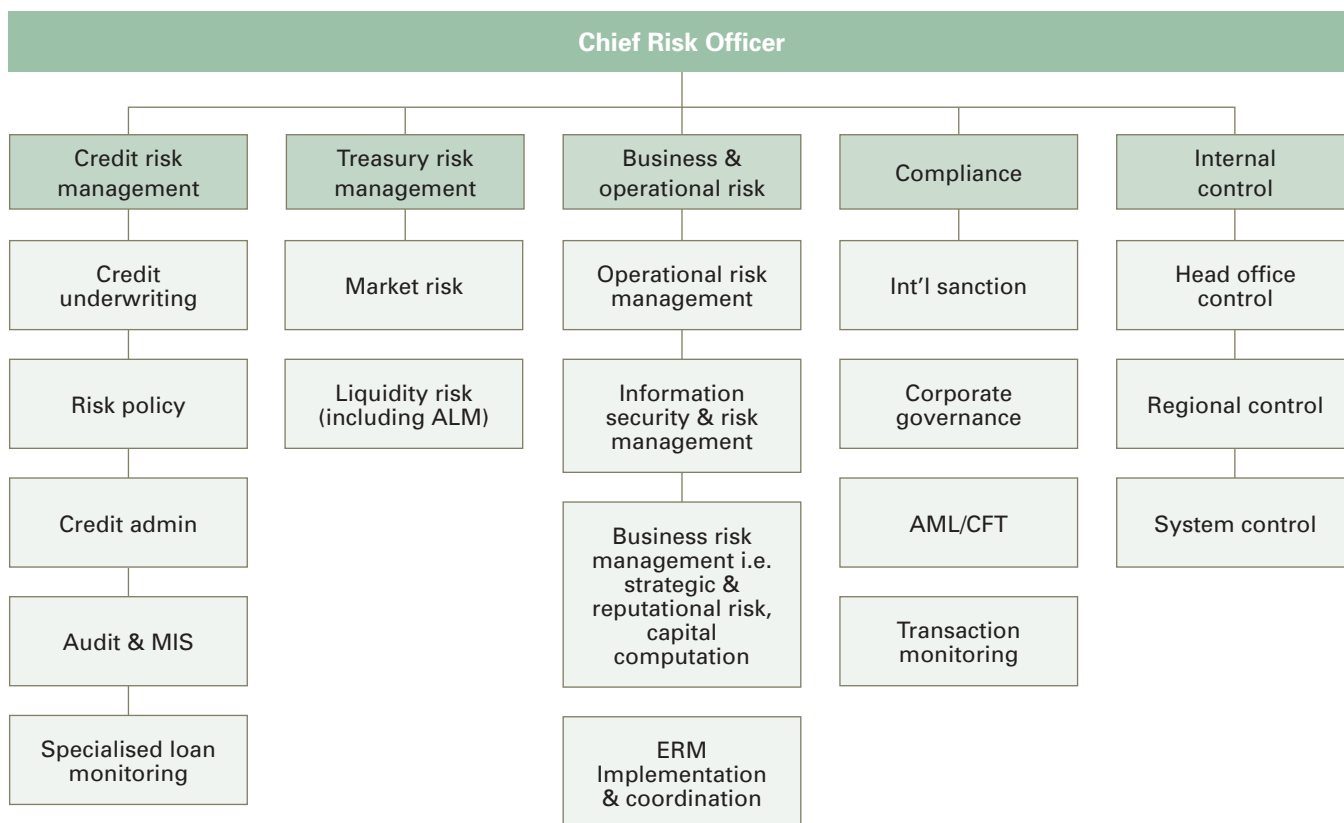 Chief Risk Officer
Credit risk
management
Treasury risk
management
Business &
operational risk
Compliance
Internal
control
Credit
underwriting
Risk policy
Credit admin
Audit & MIS
Specialised loan
monitoring
Market risk
Liquidity risk
(including ALM)
Operational risk
management
Information
security & risk
management
Business risk
management i.e.
strategic &
reputational risk,
capital
computation
ERM
Implementation
& coordination
Int'l sanction
Corporate
governance
AML/CFT
Transaction
monitoring
Head office
control
Regional control
System control